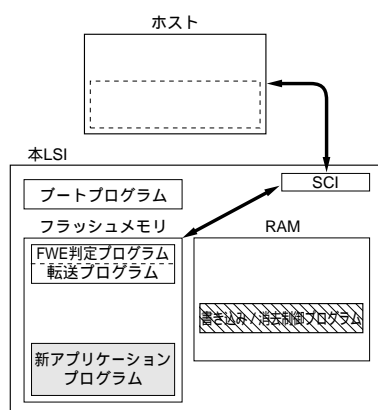 ホスト
本LSI
SCI
ブートプログラム
フラッシュメモリ
RAM
FWE判定プログラム
転送プログラム
書き込み／消去制御プログラム
新アプリケーション
プログラム